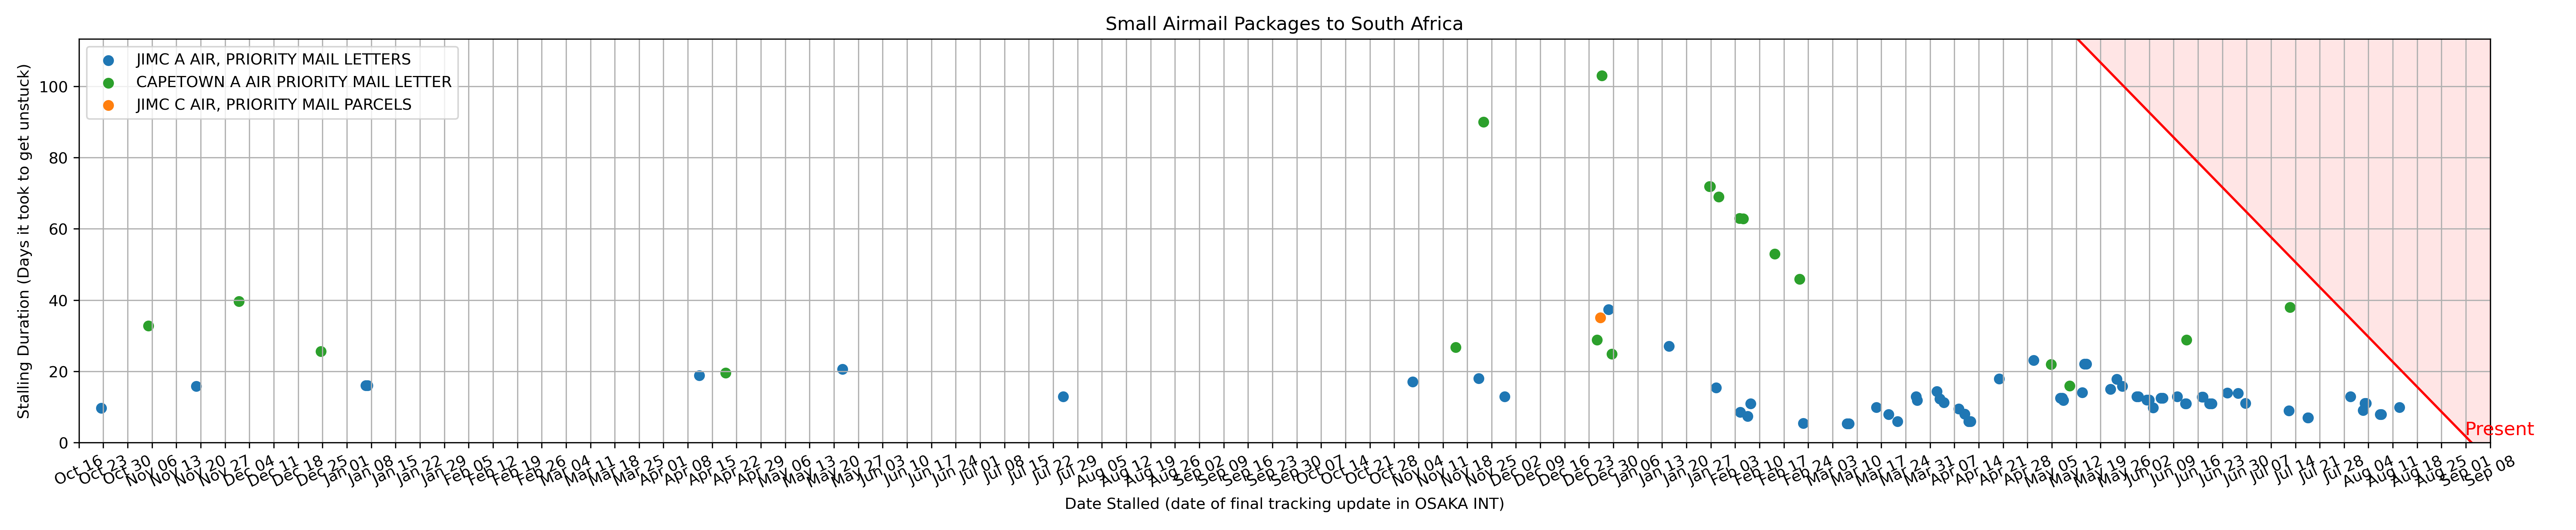 Small Airmail Packages to South Africa
JIMC A AIR, PRIORITY MAIL LETTERS
CAPETOWN A AIR PRIORITY MAIL LETTER
JIMC C AIR, PRIORITY MAIL PARCELS
Stalling Duration (Days it took to get unstuck)
100
80
60
40
20
0
Present
Oct 16
Oct 23
Oct 30
Nov 06
Nov 13
Nov 20
Nov 27
Dec 04
Dec 11
Dec 18
Dec 25
Jan 01
Jan 08
Jan 15
Jan 22
Jan 29
Feb 05
Feb 12
Feb 19
Feb 26
Mar 04
Mar 11
Mar 18
Mar 25
Apr 01
Apr 08
Apr 15
Apr 22
Apr 29
May 06
May 13
May 20
May 27
Jun 03
Jun 10
Jun 17
Jun 24
Jul 01
Jul 08
Jul 15
Jul 22
Jul 29
Aug 05
Aug 12
Aug 19
Aug 26
Sep 02
Sep 09
Sep 16
Sep 23
Sep 30
Oct 07
Oct 14
Oct 21
Oct 28
Nov 04
Nov 11
Nov 18
Nov 25
Dec 02
Dec 09
Dec 16
Dec 23
Dec 30
Jan 06
Jan 13
Jan 20
Jan 27
Feb 03
Feb 10
Feb 17
Feb 24
Mar 03
Mar 10
Mar 17
Mar 24
Mar 31
Apr 07
Apr 14
Apr 21
Apr 28
May 05
May 12
May 19
May 26
Jun 02
Jun 09
Jun 16
Jun 23
Jun 30
Jul 07
Jul 14
Jul 21
Jul 28
Aug 04
Aug 11
Aug 18
Aug 25
Sep 01
Sep 08
Date Stalled (date of final tracking update in OSAKA INT)